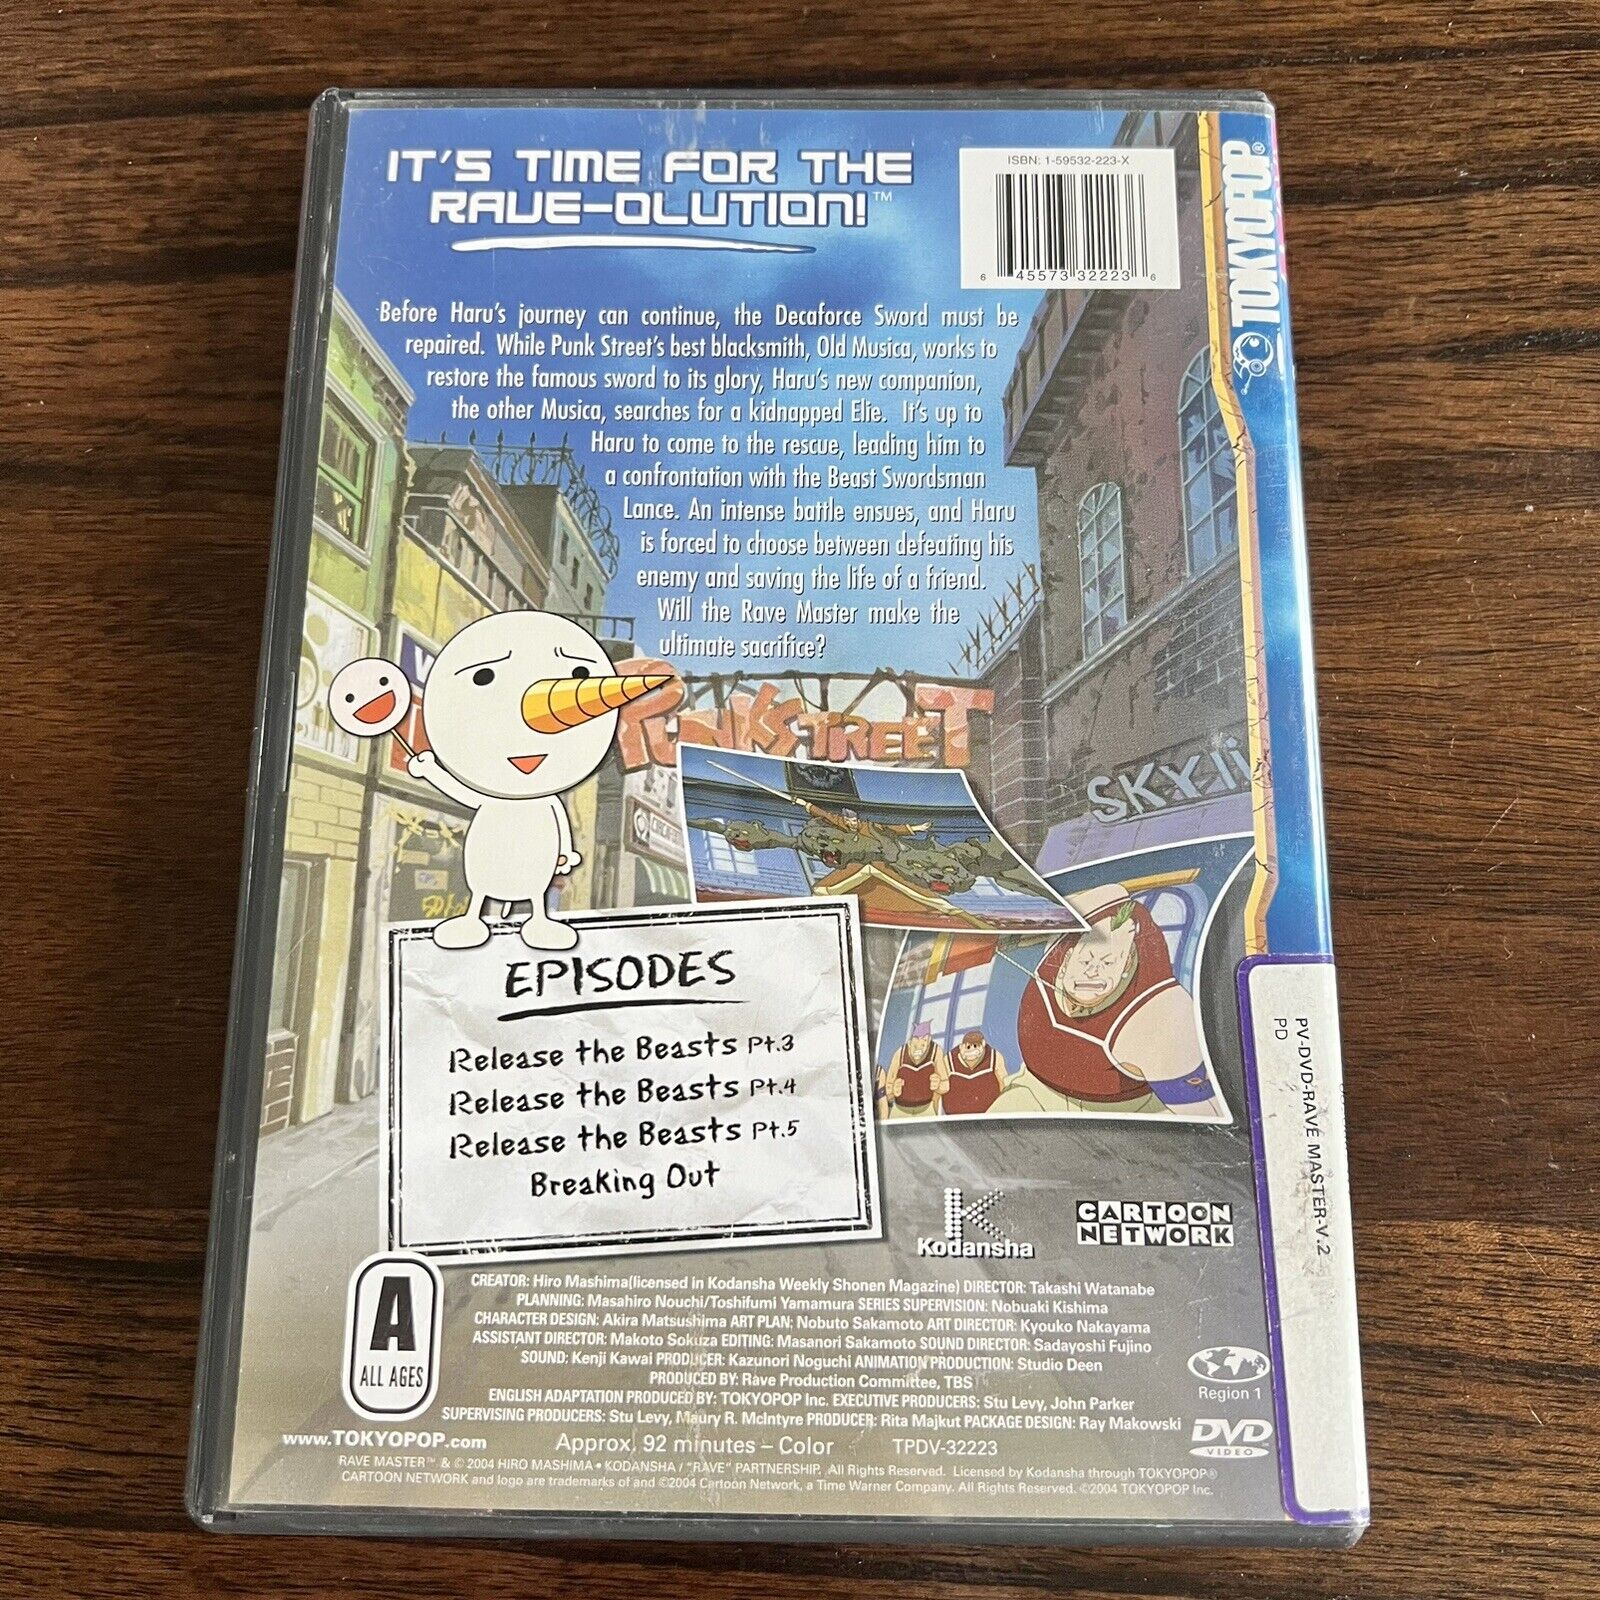 IT'S TIME FOR THE
RAVE-OLUTION!™
ISBN: 1-59532-223-X
6 45573 32223 6
TOKYOPOP®
Before Haru's journey can continue, the Decaforce Sword must be
repaired. While Punk Street's best blacksmith, Old Musica, works to
restore the famous sword to its glory, Haru's new companion,
the other Musica, searches for a kidnapped Elie. It's up to
Haru to come to the rescue, leading him to
a confrontation with the Beast Swordsman
Lance. An intense battle ensues, and Haru
is forced to choose between defeating his
enemy and saving the life of a friend.
Will the Rave Master make the
ultimate sacrifice?
PUNK STREET
SKY
EPISODES
Release the Beasts Pt.3
Release the Beasts Pt.4
Release the Beasts Pt.5
Breaking Out
PV-DVD-RAVE MASTER-V.2
PD
Kodansha
CARTOON
NETWORK
A
ALL AGES
CREATOR: Hiro Mashima(licensed in Kodansha Weekly Shonen Magazine) DIRECTOR: Takashi Watanabe
PLANNING: Masahiro Nouchi/Toshifumi Yamamura SERIES SUPERVISION: Nobuaki Kishima
CHARACTER DESIGN: Akira Matsushima ART PLAN: Nobuto Sakamoto ART DIRECTOR: Kyouko Nakayama
ASSISTANT DIRECTOR: Makoto Sokuza EDITING: Masanori Sakamoto SOUND DIRECTOR: Sadayoshi Fujino
SOUND: Kenji Kawai PRODUCER: Kazunori Noguchi ANIMATION PRODUCTION: Studio Deen
PRODUCED BY: Rave Production Committee, TBS
ENGLISH ADAPTATION PRODUCED BY: TOKYOPOP Inc. EXECUTIVE PRODUCERS: Stu Levy, John Parker
SUPERVISING PRODUCERS: Stu Levy, Maury R. McIntyre PRODUCER: Rita Majkut PACKAGE DESIGN: Ray Makowski
Region 1
DVD
VIDEO
www.TOKYOPOP.com Approx. 92 minutes – Color TPDV-32223
RAVE MASTER™ & © 2004 HIRO MASHIMA • KODANSHA / "RAVE" PARTNERSHIP. All Rights Reserved. Licensed by Kodansha through TOKYOPOP®
CARTOON NETWORK and logo are trademarks of and ©2004 Cartoon Network, a Time Warner Company. All Rights Reserved. ©2004 TOKYOPOP Inc.